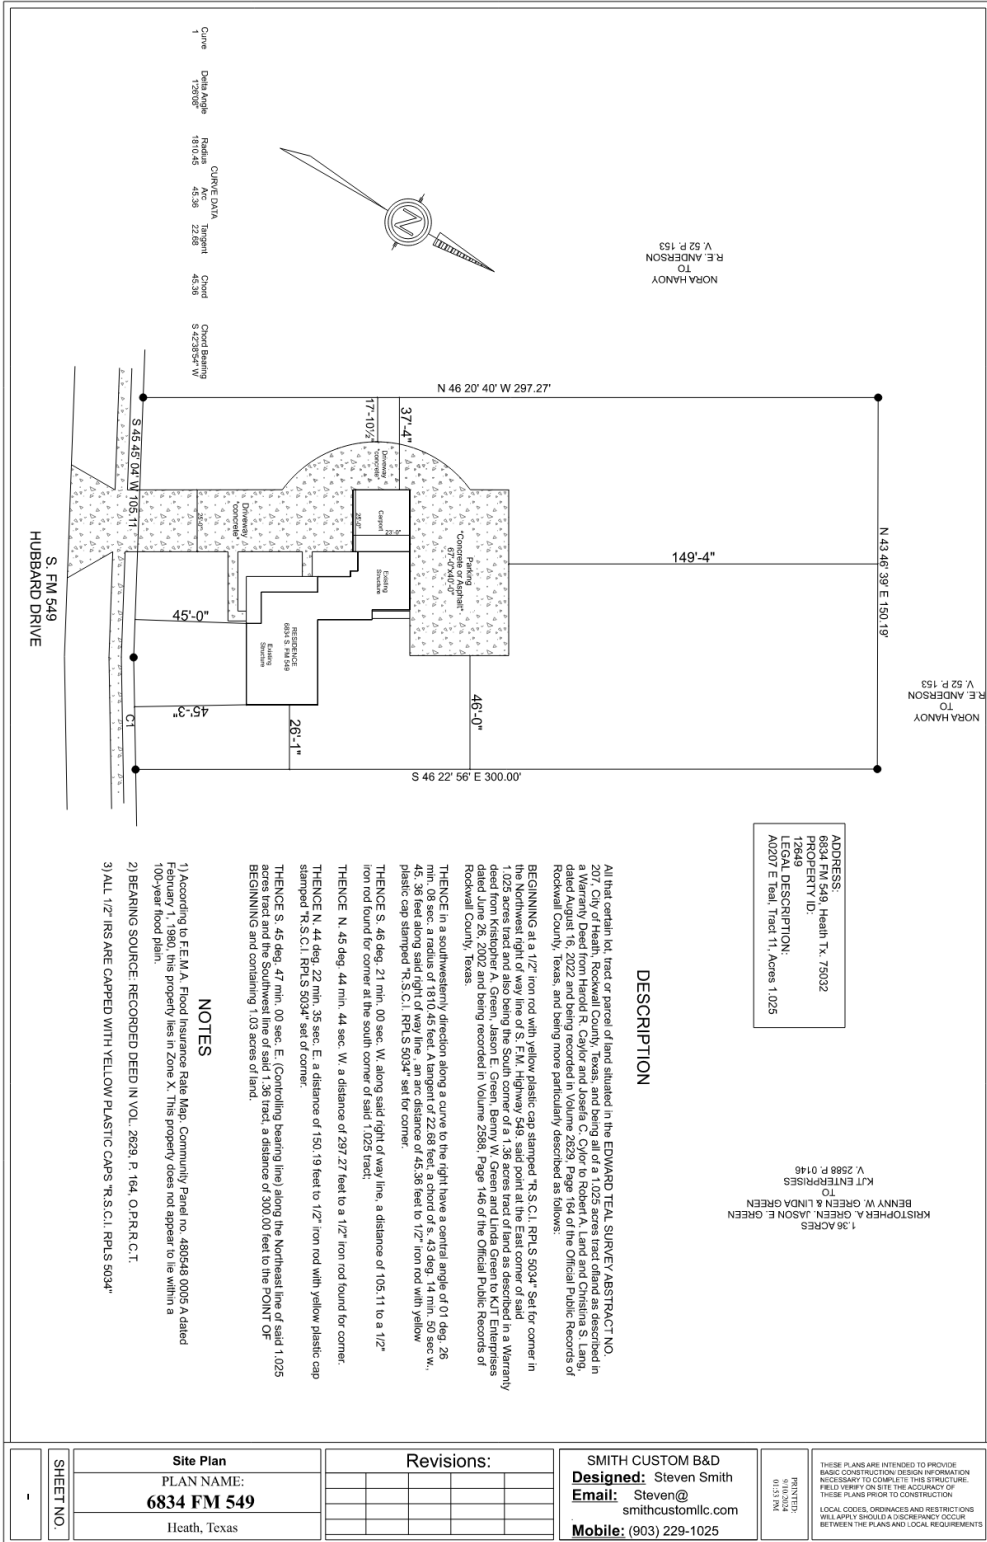 CURVE DATA
Curve Delta Angle Radius Arc Tangent Chord Chord Bearing
1 1°26'08" 1810.45 45.36 22.68 45.36 S 42°38'54" W
NORA HANOY
TO
R.E. ANDERSON
V. 52 P. 153
N 46 20' 40" W 297.27'
S 45 45' 04" W 105.11'
17'-10½"
37'-4"
Driveway
"concrete"
Driveway
"concrete"
25'-0"
Carport
25'-0"
23'-0"
Parking
"Concrete or Asphalt"
67'-0"x40'-0"
Existing
Structure
149'-4"
N 43 46' 39" E 150.19'
S. FM 549
HUBBARD DRIVE
45'-0"
RESIDENCE
6834 S. FM 549
Existing
Structure
45'-3"
C1
26'-1"
46'-0"
S 46 22' 56' E 300.00'
NORA HANOY
TO
R.E. ANDERSON
V. 52 P. 153
ADDRESS:
6834 FM 549, Heath Tx. 75032
PROPERTY ID:
12649
LEGAL DESCRIPTION:
A0207 E Teal, Tract 11, Acres 1.025
1.36 ACRES
KRISTOPHER A. GREEN. JASON E. GREEN
BENNY W. GREEN & LINDA GREEN
TO
KJT ENTERPRISES
V. 2588 P. 0146
DESCRIPTION
All that certain lot, tract or parcel of land situated in the EDWARD TEAL SURVEY ABSTRACT NO.
207, City of Heath, Rockwall County, Texas, and being all of a 1.025 acres tract ofland as described in
a Warranty Deed from Harold R. Caylor and Josefa C. Cylor to Robert A. Land and Christina S. Lang,
dated August 16, 2022 and being recorded in Volume 2629, Page 164 of the Official Public Records of
Rockwall County, Texas, and being more particularly described as follows:
BEGINNING at a 1/2" iron rod with yellow plastic cap stamped "R.S.C.I. RPLS 5034" Set for corner in
the Northwest right of way line of S. F.M. Highway 549, said point at the East corner of said
1.025 acres tract and also being the South corner of a 1.36 acres tract of land as described in a Warranty
deed from Kristopher A. Green, Jason E. Green, Benny W. Green and Linda Green to KJT Enterprises
dated June 26, 2002 and being recorded in Volume 2588, Page 146 of the Official Public Records of
Rockwall County, Texas.
THENCE in a southwesternly direction along a curve to the right have a central angle of 01 deg. 26
min. 08 sec. a radius of 1810.45 feet. A tangent of 22.68 feet, a chord of s. 43 deg. 14 min. 50 sec w.,
45. 36 feet along said right of way line , an arc distance of 45.36 feet to 1/2" iron rod with yellow
plastic cap stamped "R.S.C.I. RPLS 5034" set for corner.
THENCE S. 46 deg. 21 min. 00 sec. W. along said right of way line, a distance of 105.11 to a 1/2"
iron rod found for corner at the south corner of said 1.025 tract;
THENCE N. 45 deg. 44 min. 44 sec. W. a distance of 297.27 feet to a 1/2" iron rod found for corner.
THENCE N. 44 deg. 22 min. 35 sec. E. a distance of 150.19 feet to 1/2" iron rod with yellow plastic cap
stamped "R.S.C.I. RPLS 5034" set of corner.
THENCE S. 45 deg. 47 min. 00 sec. E. (Controlling bearing line) along the Northeast line of said 1.025
acres tract and the Southwest line of said 1.36 tract, a distance of 300.00 feet to the POINT OF
BEGINNING and containing 1.03 acres of land.
NOTES
1) According to F.E.M.A. Flood Insurance Rate Map. Community Panel no. 480548 0005 A dated
February 1, 1980, this property lies in Zone X. This property does not appear to lie within a
100-year flood plain.
2) BEARING SOURCE: RECORDED DEED IN VOL. 2629, P. 164, O.P.R.R.C.T.
3) ALL 1/2" IRS ARE CAPPED WITH YELLOW PLASTIC CAPS "R.S.C.I. RPLS 5034"
SHEET NO.
-
Site Plan
PLAN NAME:
6834 FM 549
Heath, Texas
Revisions:
SMITH CUSTOM B&D
Designed: Steven Smith
Email: Steven@
smithcustomllc.com
Mobile: (903) 229-1025
PRINTED:
9/10/2024
01:53 PM
THESE PLANS ARE INTENDED TO PROVIDE
BASIC CONSTRUCTION/ DESIGN INFORMATION
NECESSARY TO COMPLETE THIS STRUCTURE.
FIELD VERIFY ON SITE THE ACCURACY OF
THESE PLANS PRIOR TO CONSTRUCTION
LOCAL CODES, ORDINACES AND RESTRICTIONS
WILL APPLY SHOULD A DISCREPANCY OCCUR
BETWEEN THE PLANS AND LOCAL REQUIREMENTS
N